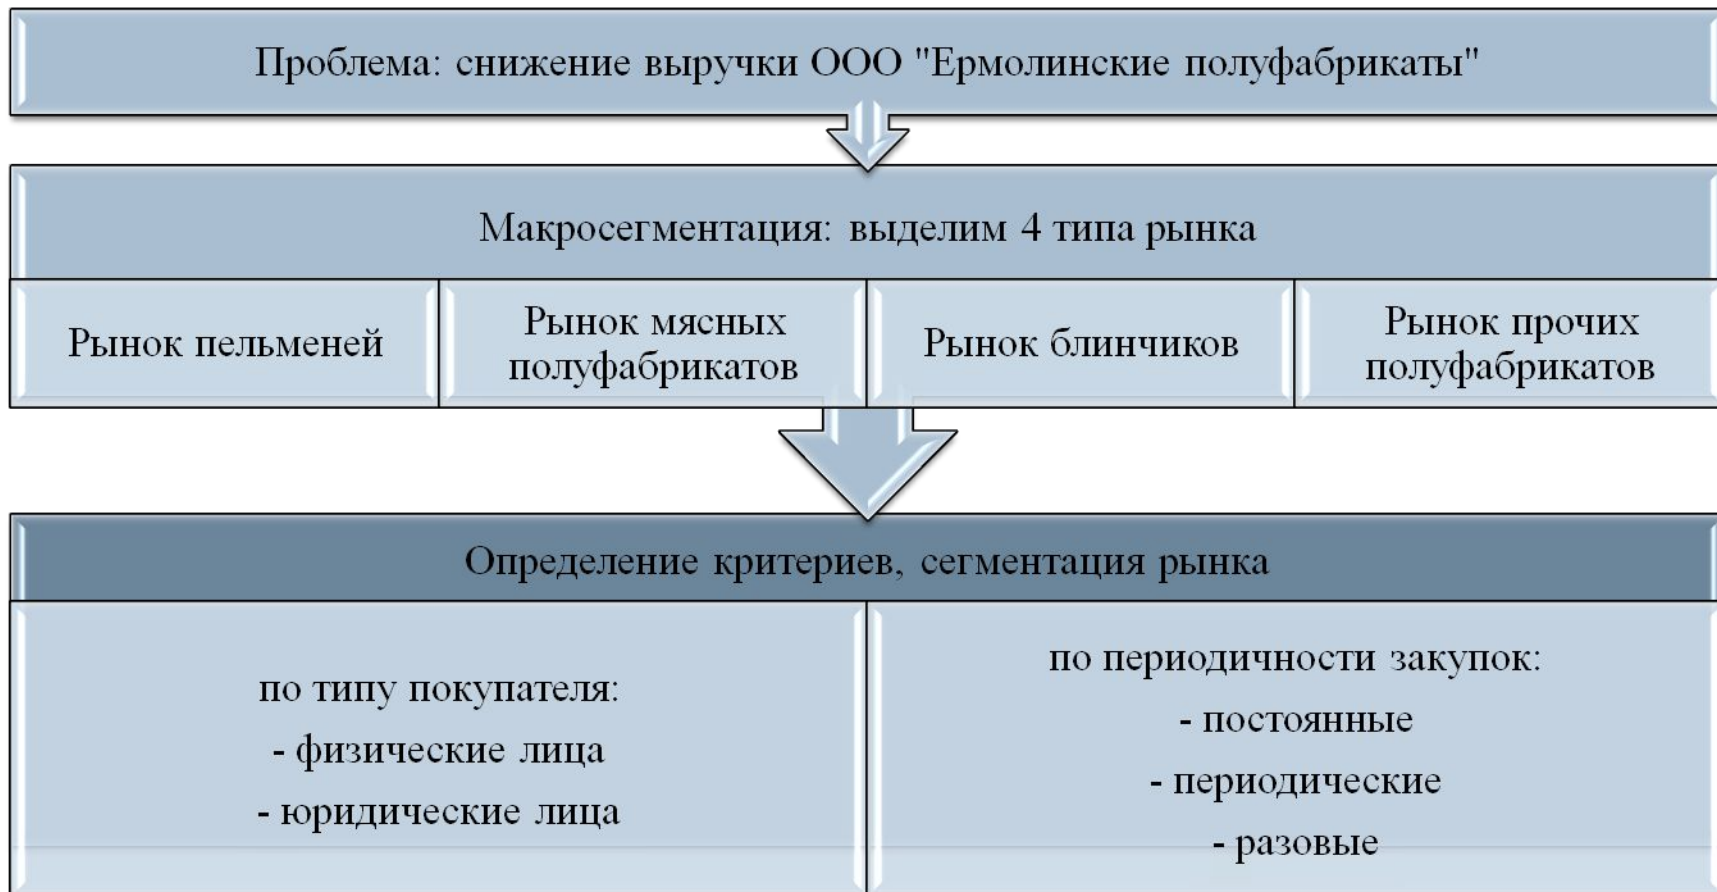 Проблема: снижение выручки ООО "Ермолинские полуфабрикаты"
Макросегментация: выделим 4 типа рынка
Рынок пельменей
Рынок мясных
полуфабрикатов
Рынок блинчиков
Рынок прочих
полуфабрикатов
Определение критериев, сегментация рынка
по типу покупателя:
- физические лица
- юридические лица
по периодичности закупок:
- постоянные
- периодические
- разовые